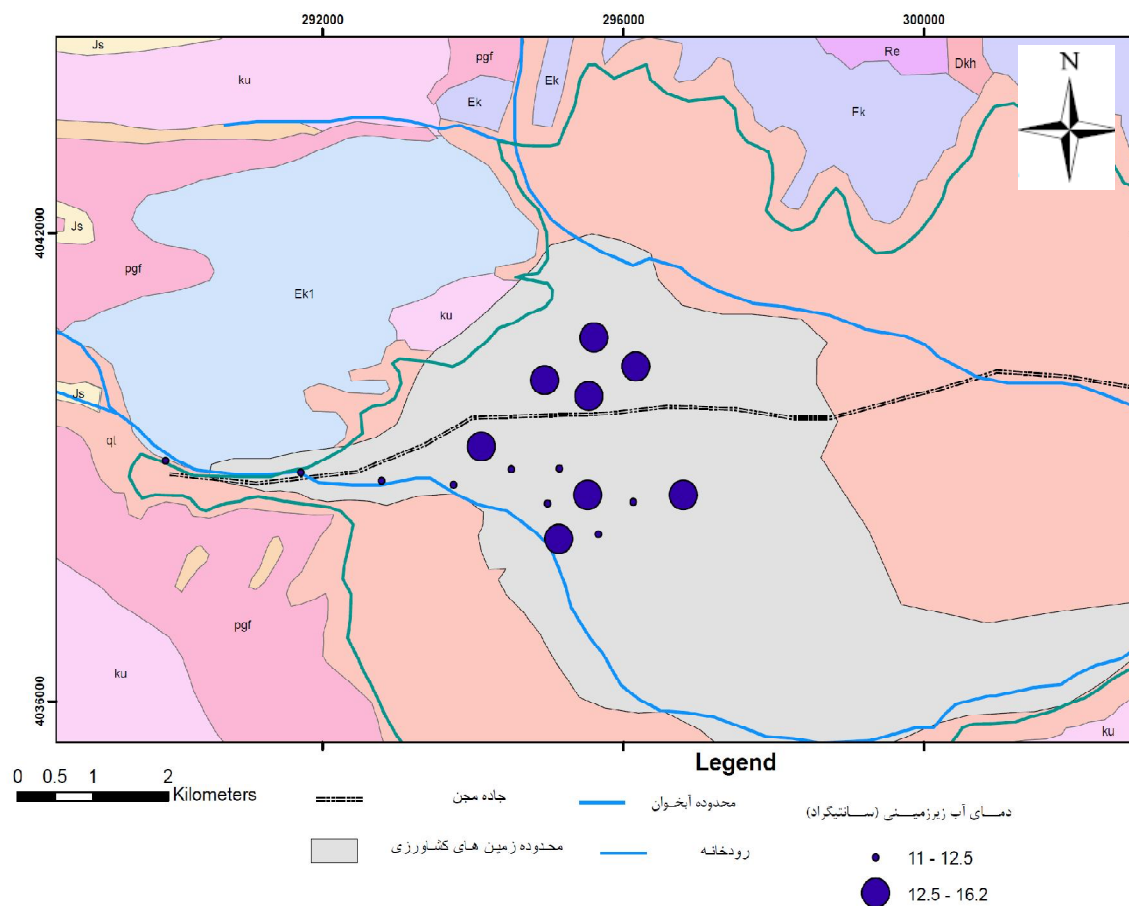 292000 296000 300000
Js
ku
pgf
Ek
Ek
Re
Dkh
Fk
N
4042000
Js
pgf
Ek1
ku
Js
qt
pgf
ku
4036000
ku
Legend
0 0.5 1 2
Kilometers
جاده مجن
محدوده آبخوان
دمای آب زیرزمینی (سانتیگراد)
محدوده زمین های کشاورزی
رودخانه
11 - 12.5
12.5 - 16.2